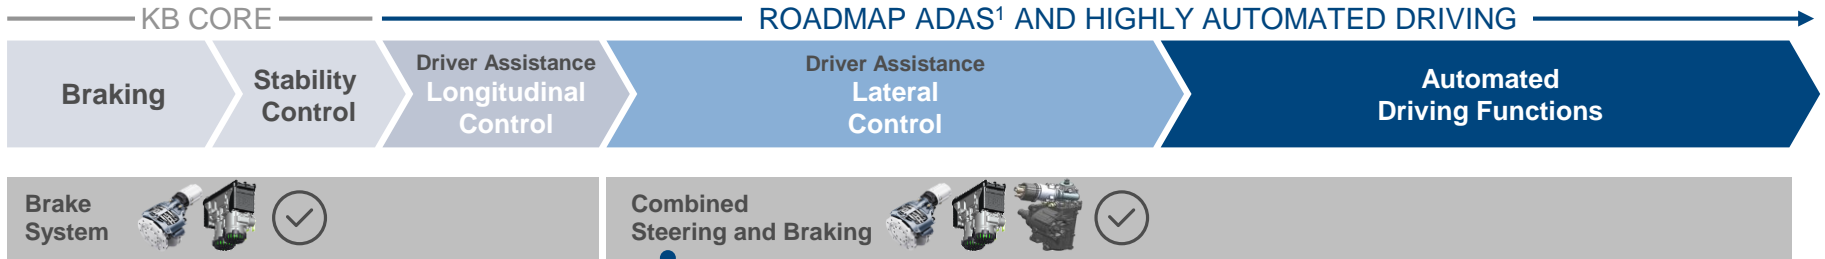 KB CORE
ROADMAP ADAS¹ AND HIGHLY AUTOMATED DRIVING
Braking
Stability
Control
Driver Assistance
Longitudinal
Control
Driver Assistance
Lateral
Control
Automated
Driving Functions
Brake
System
Combined
Steering and Braking